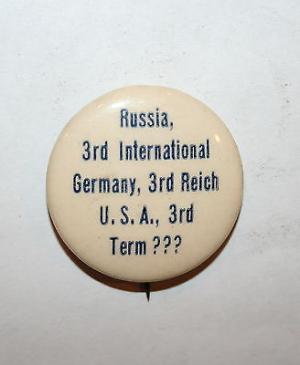 Russia,
3rd International
Germany, 3rd Reich
U.S.A., 3rd
Term ???